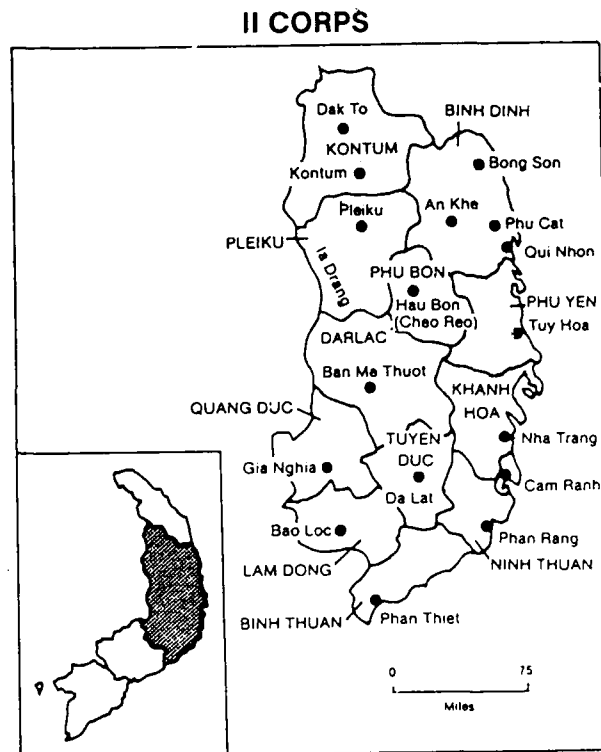 II CORPS
Dak To
BINH DINH
KONTUM
Bong Son
Kontum
Pleiku
An Khe
Phu Cat
PLEIKU
Qui Nhon
Ia Drang
PHU BON
Hau Bon
(Cheo Reo)
PHU YEN
Tuy Hoa
DARLAC
Ban Me Thuot
KHANH
HOA
QUANG DUC
TUYEN
DUC
Nha Trang
Gia Nghia
Cam Ranh
Da Lat
Bao Loc
Phan Rang
LAM DONG
NINH THUAN
BINH THUAN
Phan Thiet
0 75
Miles